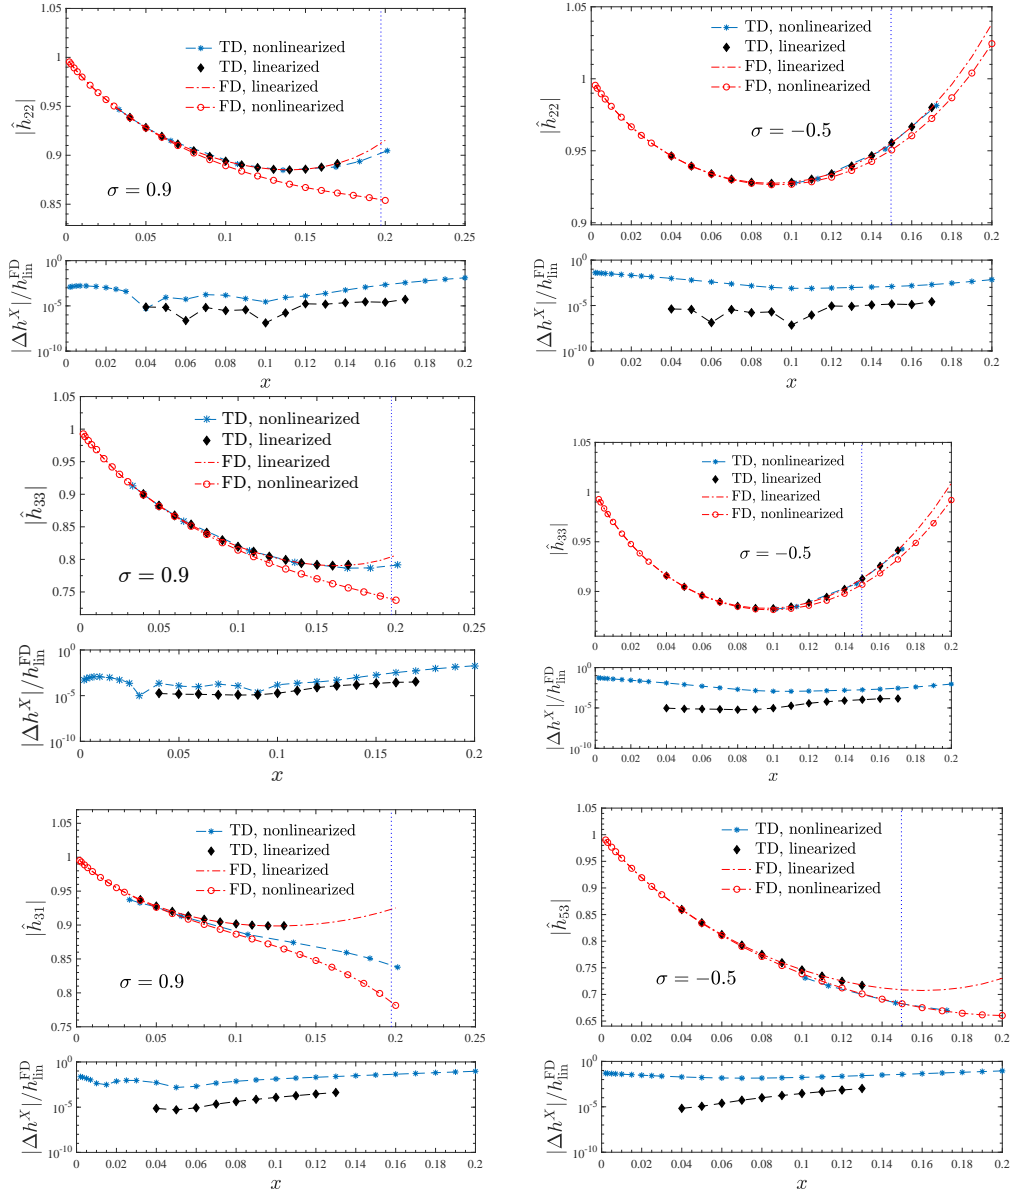 1.05
1
0.95
0.9
0.85
|ĥ₂₂|
TD, nonlinearized
TD, linearized
FD, linearized
FD, nonlinearized
σ = 0.9
0 0.05 0.1 0.15 0.2 0.25
10⁰
10⁻⁵
10⁻¹⁰
|Δhˣ|/h_lin^FD
0 0.02 0.04 0.06 0.08 0.1 0.12 0.14 0.16 0.18 0.2
x
1.05
1
0.95
0.9
|ĥ₂₂|
TD, nonlinearized
TD, linearized
FD, linearized
FD, nonlinearized
σ = −0.5
0 0.02 0.04 0.06 0.08 0.1 0.12 0.14 0.16 0.18 0.2
10⁰
10⁻⁵
10⁻¹⁰
|Δhˣ|/h_lin^FD
0 0.02 0.04 0.06 0.08 0.1 0.12 0.14 0.16 0.18 0.2
x
1.05
1
0.95
0.9
0.85
0.8
0.75
|ĥ₃₃|
TD, nonlinearized
TD, linearized
FD, linearized
FD, nonlinearized
σ = 0.9
0 0.05 0.1 0.15 0.2 0.25
10⁰
10⁻⁵
10⁻¹⁰
|Δhˣ|/h_lin^FD
0 0.05 0.1 0.15 0.2
x
1
0.95
0.9
|ĥ₃₃|
TD, nonlinearized
TD, linearized
FD, linearized
FD, nonlinearized
σ = −0.5
0 0.02 0.04 0.06 0.08 0.1 0.12 0.14 0.16 0.18 0.2
10⁰
10⁻⁵
10⁻¹⁰
|Δhˣ|/h_lin^FD
0 0.02 0.04 0.06 0.08 0.1 0.12 0.14 0.16 0.18 0.2
x
1.05
1
0.95
0.9
0.85
0.8
0.75
|ĥ₃₁|
TD, nonlinearized
TD, linearized
FD, linearized
FD, nonlinearized
σ = 0.9
0 0.05 0.1 0.15 0.2 0.25
10⁰
10⁻⁵
10⁻¹⁰
|Δhˣ|/h_lin^FD
0 0.02 0.04 0.06 0.08 0.1 0.12 0.14 0.16 0.18 0.2
x
1.05
1
0.95
0.9
0.85
0.8
0.75
0.7
0.65
|ĥ₅₃|
TD, nonlinearized
TD, linearized
FD, linearized
FD, nonlinearized
σ = −0.5
0 0.02 0.04 0.06 0.08 0.1 0.12 0.14 0.16 0.18 0.2
10⁰
10⁻⁵
10⁻¹⁰
|Δhˣ|/h_lin^FD
0 0.02 0.04 0.06 0.08 0.1 0.12 0.14 0.16 0.18 0.2
x